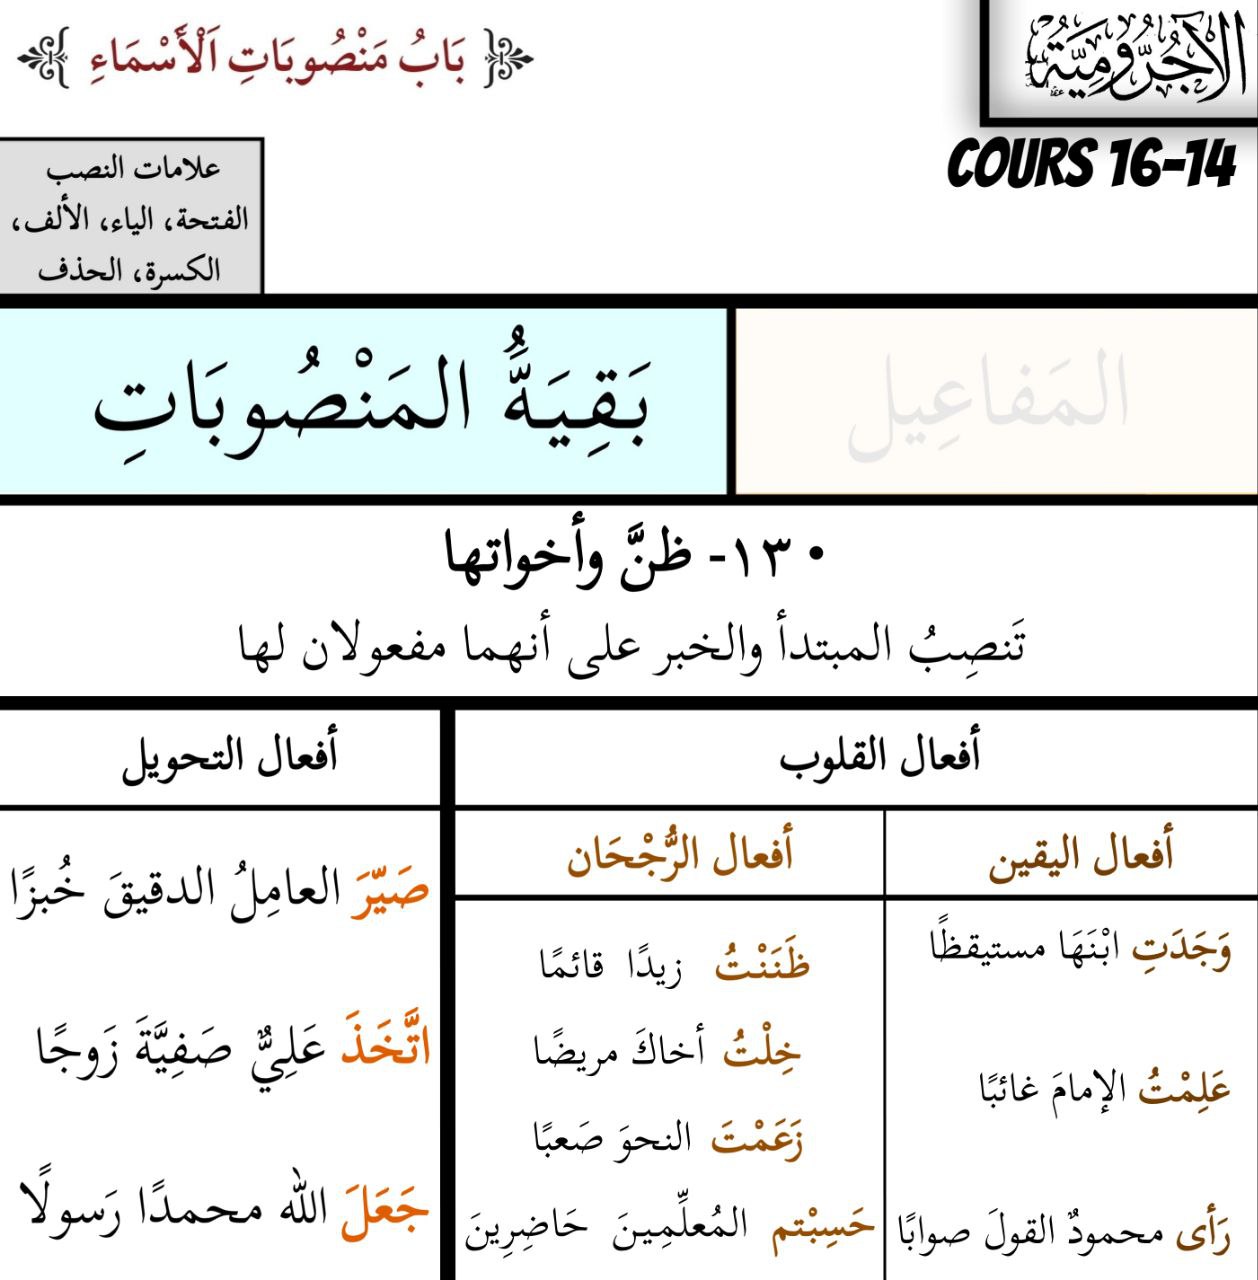 الآجُرُّومِيَّة
بَابُ مَنْصُوبَاتِ اَلْأَسْمَاءِ
COURS 16-14
علامات النصب
الفتحة، الياء، الألف،
الكسرة، الحذف
المَفاعِيل
بَقِيَةَُّ المَنْصُوبَاتِ
• ١٣- ظنَّ وأخواتها
تَنصِبُ المبتدأ والخبر على أنهما مفعولان لها
أفعال القلوب
أفعال التحويل
أفعال اليقين
أفعال الرُّجْحَان
وَجَدَتِ ابْنَهَا مستيقظًا
عَلِمْتُ الإمامَ غائبًا
رَأى محمودٌ القولَ صوابًا
ظَنَنْتُ زيدًا قائمًا
خِلْتُ أخاكَ مريضًا
زَعَمْتَ النحوَ صَعبًا
حَسِبْتم المُعلِّمِينَ حَاضِرِينَ
صَيّرَ العامِلُ الدقيقَ خُبزًا
اتَّخَذَ عَلِيٌّ صَفِيَّةَ زَوجًا
جَعَلَ الله محمدًا رَسولًا